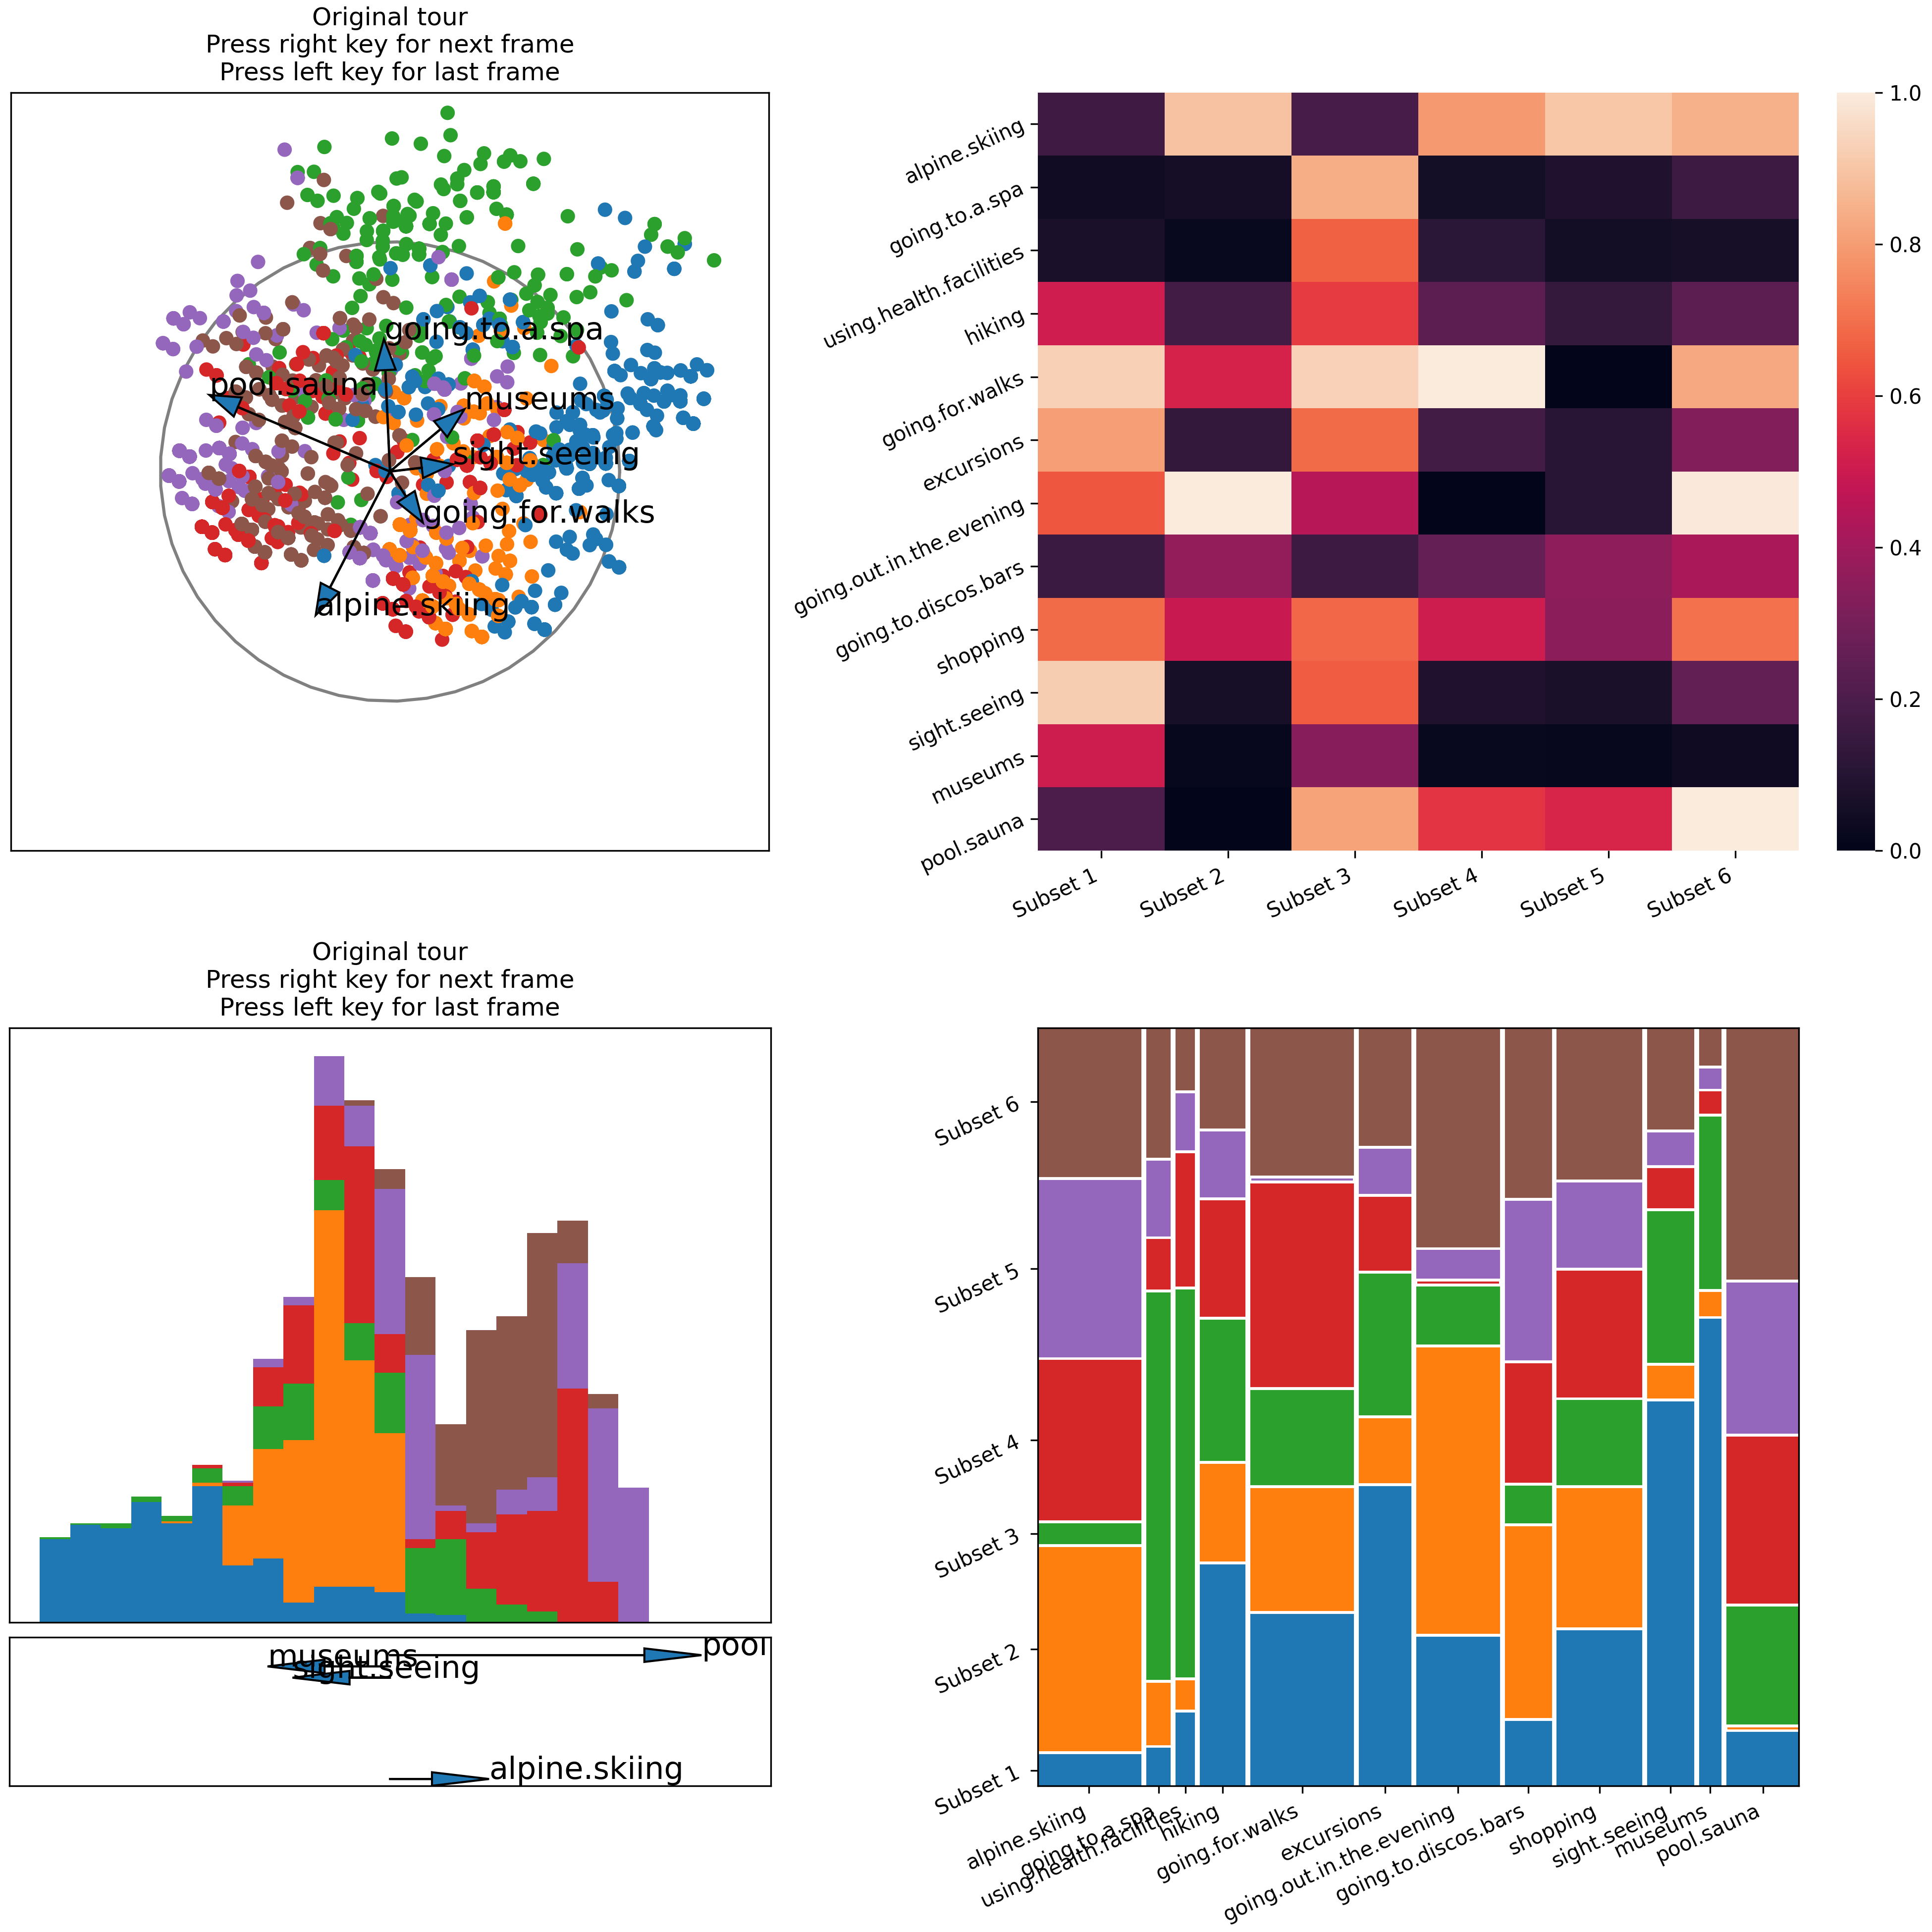 Original tour
Press right key for next frame
Press left key for last frame
going.to.a.spa
pool.sauna
museums
sight.seeing
going.for.walks
alpine.skiing
alpine.skiing
going.to.a.spa
using.health.facilities
hiking
going.for.walks
excursions
going.out.in.the.evening
going.to.discos.bars
shopping
sight.seeing
museums
pool.sauna
Subset 1
Subset 2
Subset 3
Subset 4
Subset 5
Subset 6
1.0
0.8
0.6
0.4
0.2
0.0
Original tour
Press right key for next frame
Press left key for last frame
museums
sight.seeing
pool
alpine.skiing
Subset 6
Subset 5
Subset 4
Subset 3
Subset 2
Subset 1
alpine.skiing
going.to.a.spa
using.health.facilities
hiking
going.for.walks
excursions
going.out.in.the.evening
going.to.discos.bars
shopping
sight.seeing
museums
pool.sauna